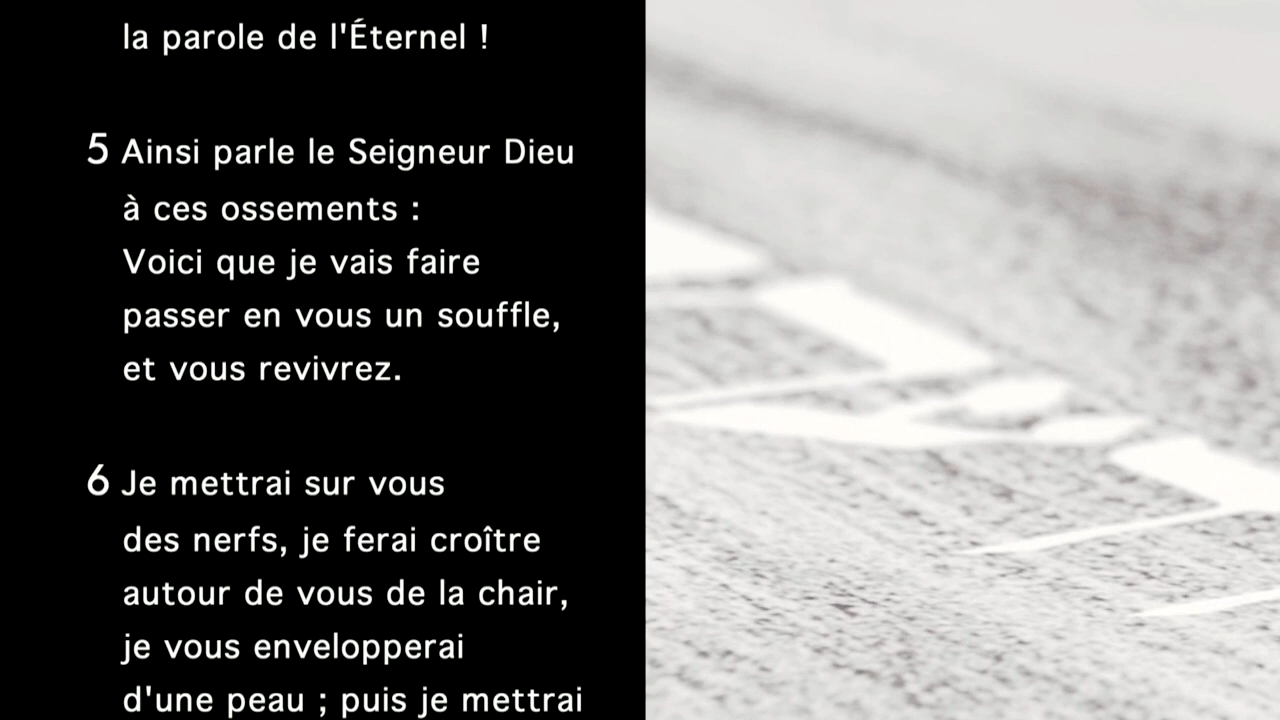 la parole de l'Éternel !
5 Ainsi parle le Seigneur Dieu
à ces ossements :
Voici que je vais faire
passer en vous un souffle,
et vous revivrez.
6 Je mettrai sur vous
des nerfs, je ferai croître
autour de vous de la chair,
je vous envelopperai
d'une peau ; puis je mettrai